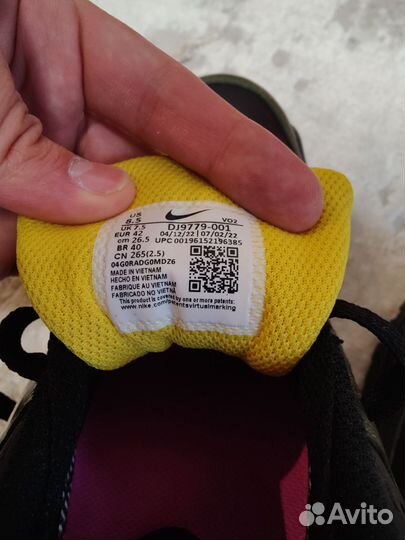 US 8.5
UK 7.5
EUR 42
cm 26.5
BR 40
CN 265(2.5)
VO2
DJ9779-001
04/12/22 | 07/02/22
UPC 00196152196385
04G0RADG0MDZ6
MADE IN VIETNAM
HECHO EN VIETNAM
FABRIQUE AU VIETNAM
FABRICADO NO VIETNÃ
This product is covered by one or more patents
www.nike.com/patentsvirtualmarking
Avito